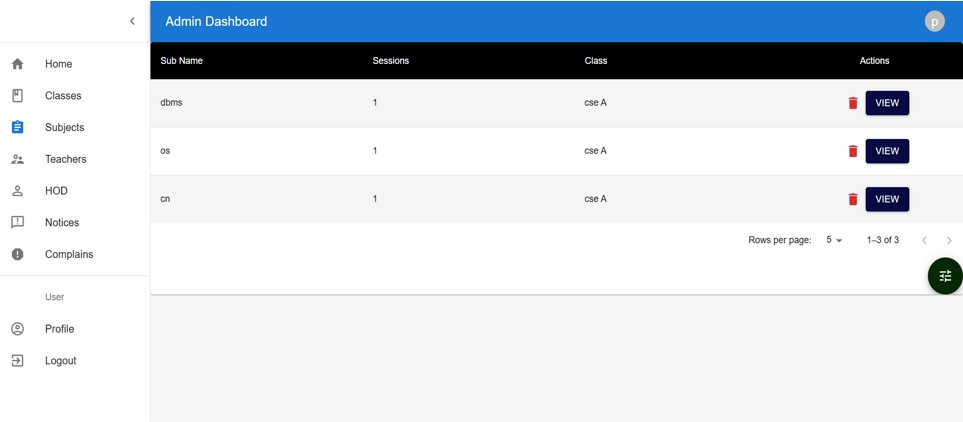 Admin Dashboard
p
Home
Classes
Subjects
Teachers
HOD
Notices
Complains
User
Profile
Logout
Sub Name Sessions Class Actions
dbms 1 cse A VIEW
os 1 cse A VIEW
cn 1 cse A VIEW
Rows per page: 5 1–3 of 3